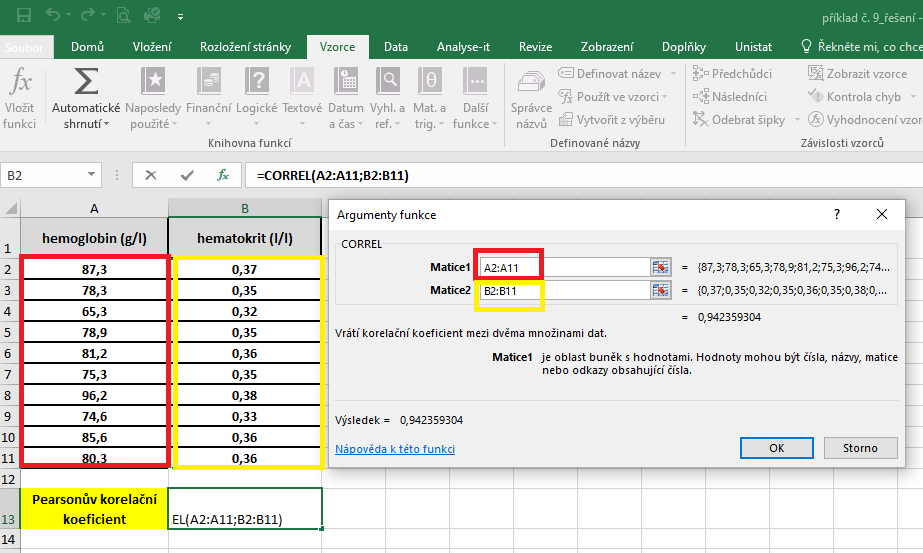 příklad č. 9_řešení -
Soubor Domů Vložení Rozložení stránky Vzorce Data Analyse-it Revize Zobrazení Doplňky Unistat Řekněte mi, co
fx Σ Θ
Vložit funkci
Automatické shrnutí
Naposledy použité
Finanční
Logické
Textové
Datum a čas
Vyhl. a ref.
Mat. a trig.
Další funkce
Knihovna funkcí
Správce názvů
Definovat název
Použít ve vzorci
Vytvořit z výběru
Definované názvy
Předchůdci
Následníci
Odebrat šipky
Zobrazit vzorce
Kontrola chyb
Vyhodnocení vzor
Závislosti vzorců
B2 fx =CORREL(A2:A11;B2:B11)
A B
1 hemoglobin (g/l) hematokrit (l/l)
2 87,3 0,37
3 78,3 0,35
4 65,3 0,32
5 78,9 0,35
6 81,2 0,36
7 75,3 0,35
8 96,2 0,38
9 74,6 0,33
10 85,6 0,36
11 80,3 0,36
12
13 Pearsonův korelační koeficient .EL(A2:A11;B2:B11)
14
Argumenty funkce ?
CORREL
Matice1 A2:A11 = {87,3;78,3;65,3;78,9;81,2;75,3;96,2;74...
Matice2 B2:B11 = {0,37;0,35;0,32;0,35;0,36;0,35;0,38;0,...
= 0,942359304
Vrátí korelační koeficient mezi dvěma množinami dat.
Matice1 je oblast buněk s hodnotami. Hodnoty mohou být čísla, názvy, matice
nebo odkazy obsahující čísla.
Výsledek = 0,942359304
Nápověda k této funkci OK Storno